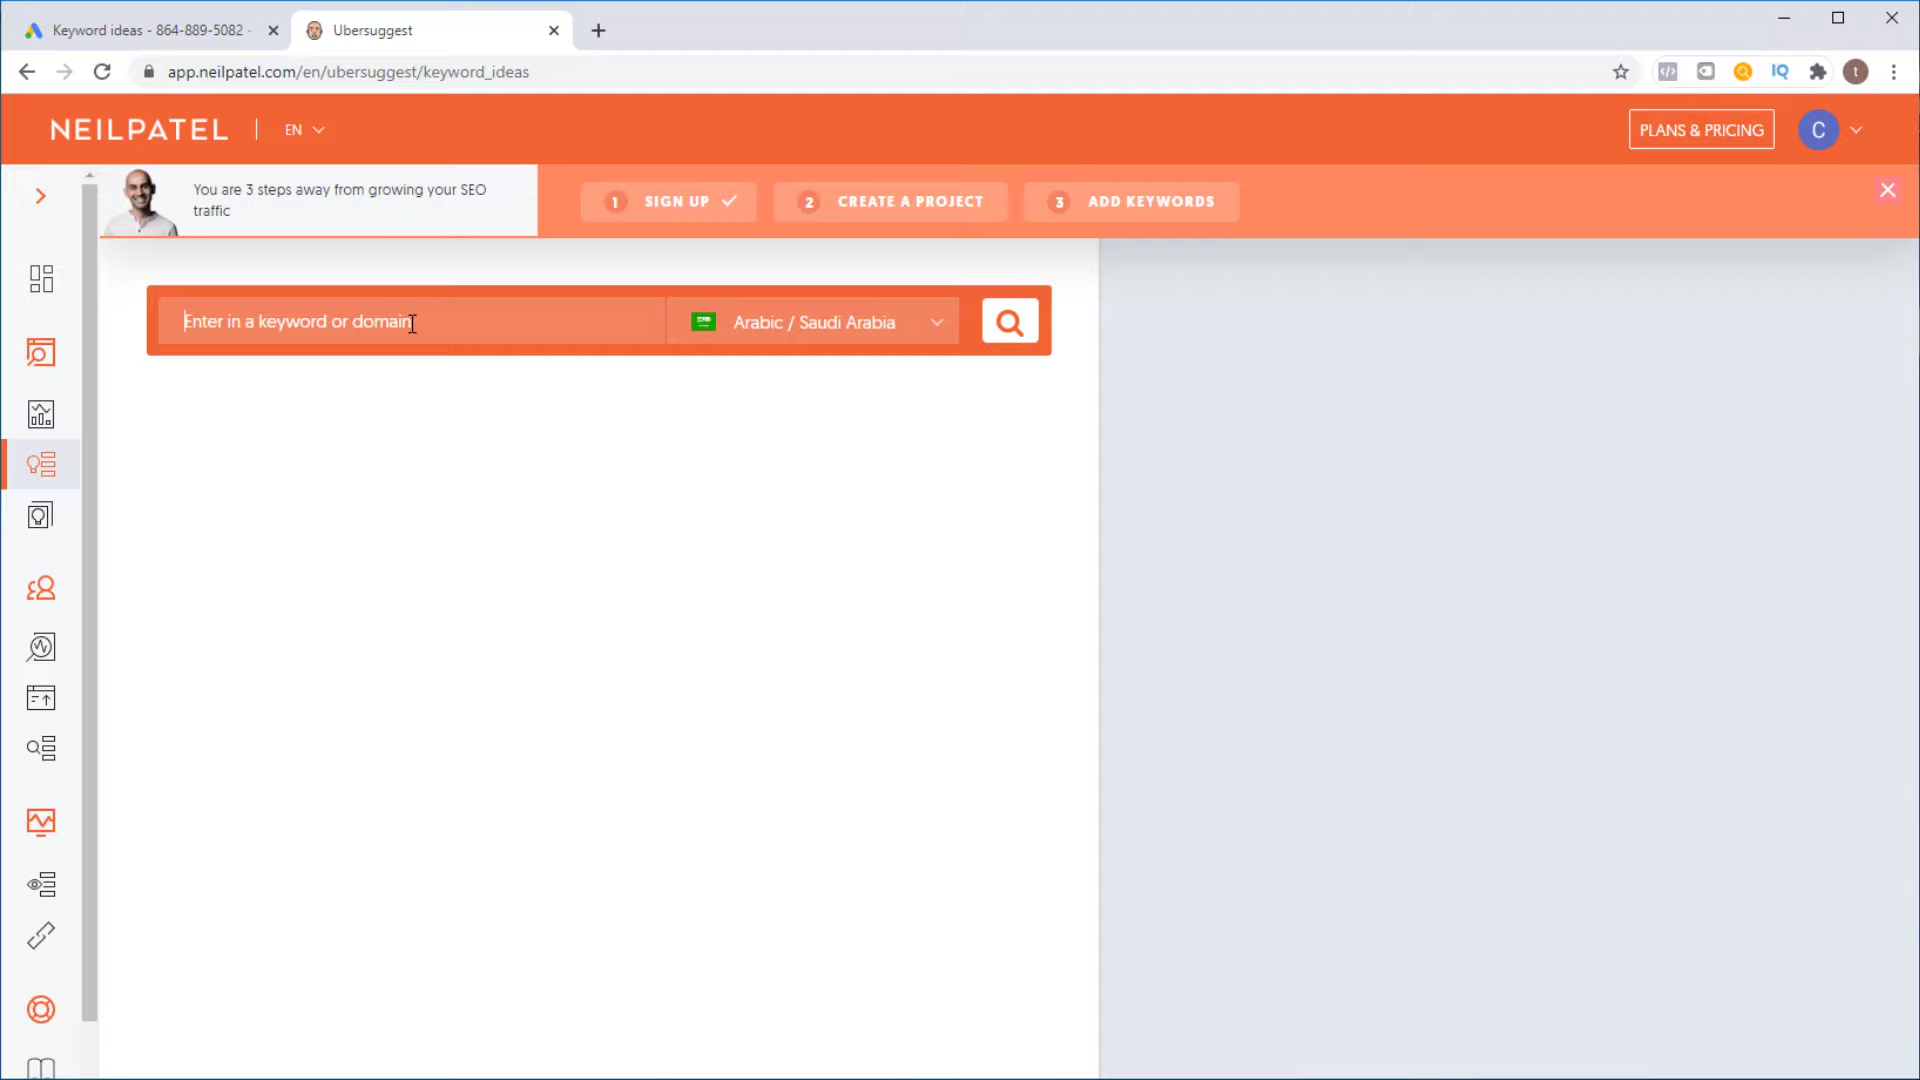 Keyword ideas - 864-889-5082 -
Ubersuggest
app.neilpatel.com/en/ubersuggest/keyword_ideas
IQ
t
NEILPATEL
EN
PLANS & PRICING
C
You are 3 steps away from growing your SEO
traffic
1 SIGN UP
2 CREATE A PROJECT
3 ADD KEYWORDS
Enter in a keyword or domain
Arabic / Saudi Arabia